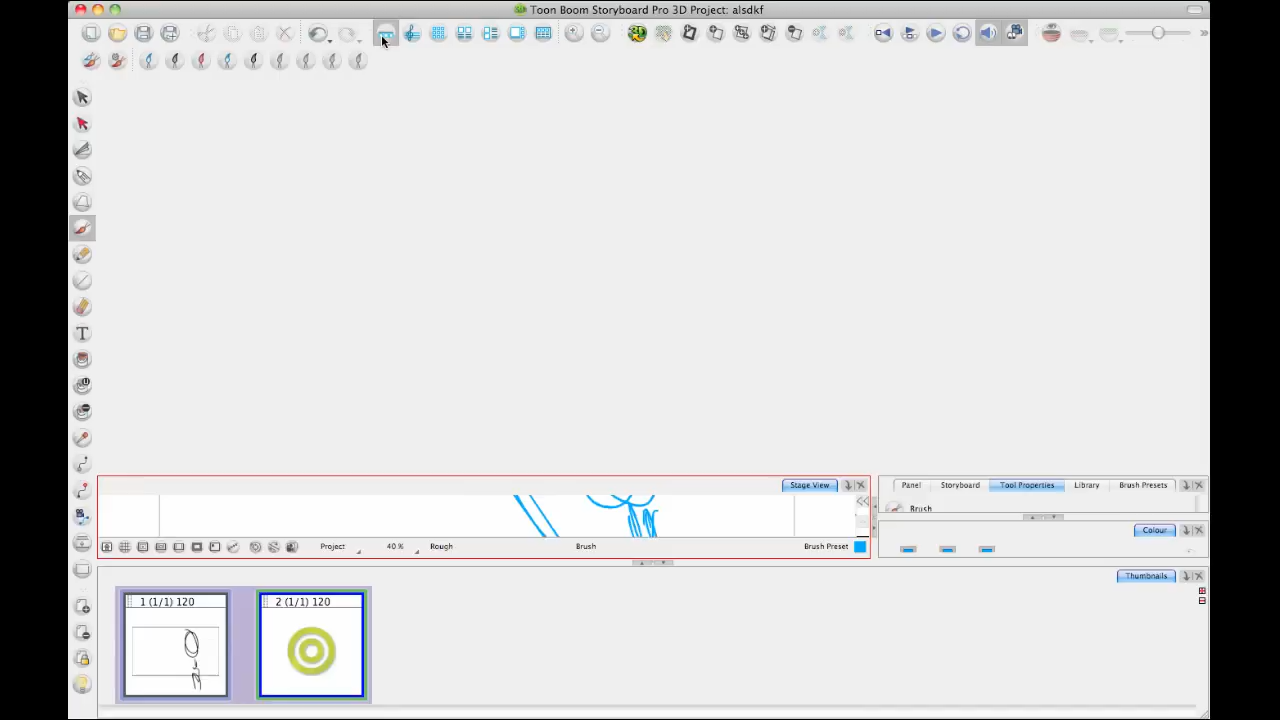 Toon Boom Storyboard Pro 3D Project: alsdkf
T
Stage View
Panel Storyboard Tool Properties Library Brush Presets
Brush
Colour
Project 40 % Rough Brush Brush Preset
Thumbnails
1 (1/1) 120 2 (1/1) 120